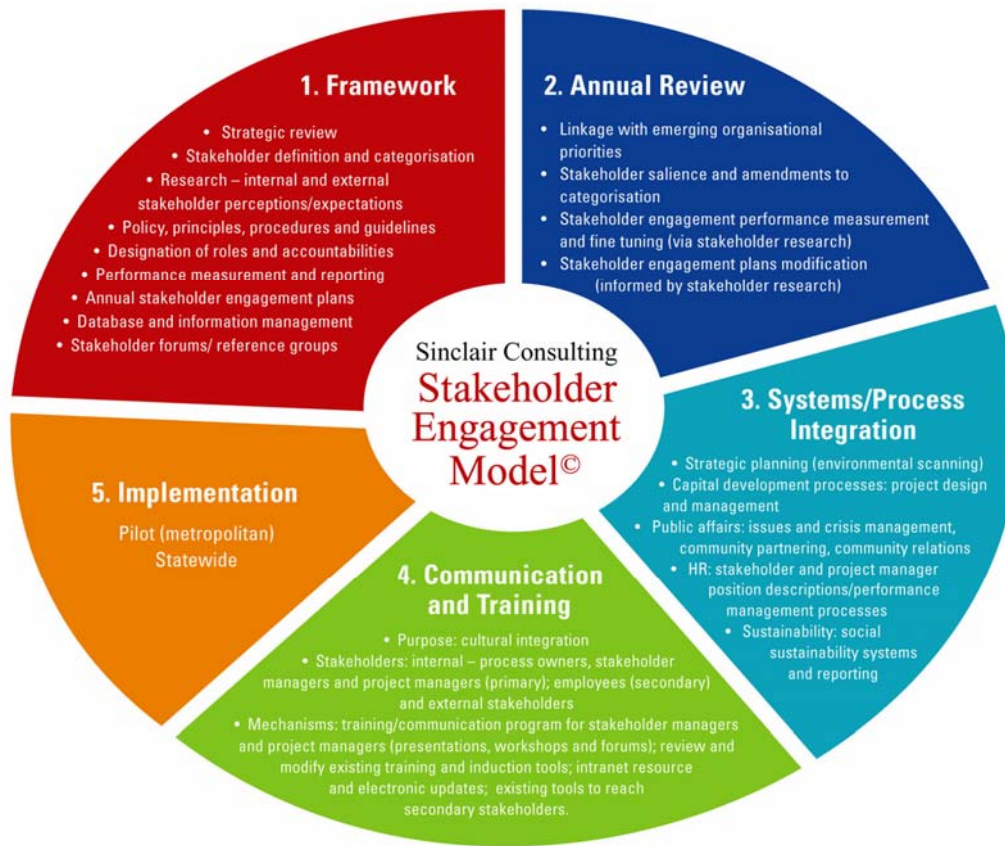 1. Framework
• Strategic review
• Stakeholder definition and categorisation
• Research – internal and external
stakeholder perceptions/expectations
• Policy, principles, procedures and guidelines
• Designation of roles and accountabilities
• Performance measurement and reporting
• Annual stakeholder engagement plans
• Database and information management
• Stakeholder forums/ reference groups
2. Annual Review
• Linkage with emerging organisational
priorities
• Stakeholder salience and amendments to
categorisation
• Stakeholder engagement performance measurement
and fine tuning (via stakeholder research)
• Stakeholder engagement plans modification
(informed by stakeholder research)
Sinclair Consulting
Stakeholder
Engagement
Model©
3. Systems/Process
Integration
• Strategic planning (environmental scanning)
• Capital development processes: project design
and management
• Public affairs: issues and crisis management,
community partnering, community relations
• HR: stakeholder and project manager
position descriptions/performance
management processes
• Sustainability: social
sustainability systems
and reporting
4. Communication
and Training
• Purpose: cultural integration
• Stakeholders: internal – process owners, stakeholder
managers and project managers (primary); employees (secondary)
and external stakeholders
• Mechanisms: training/communication program for stakeholder managers
and project managers (presentations, workshops and forums); review and
modify existing training and induction tools; intranet resource
and electronic updates; existing tools to reach
secondary stakeholders.
5. Implementation
Pilot (metropolitan)
Statewide